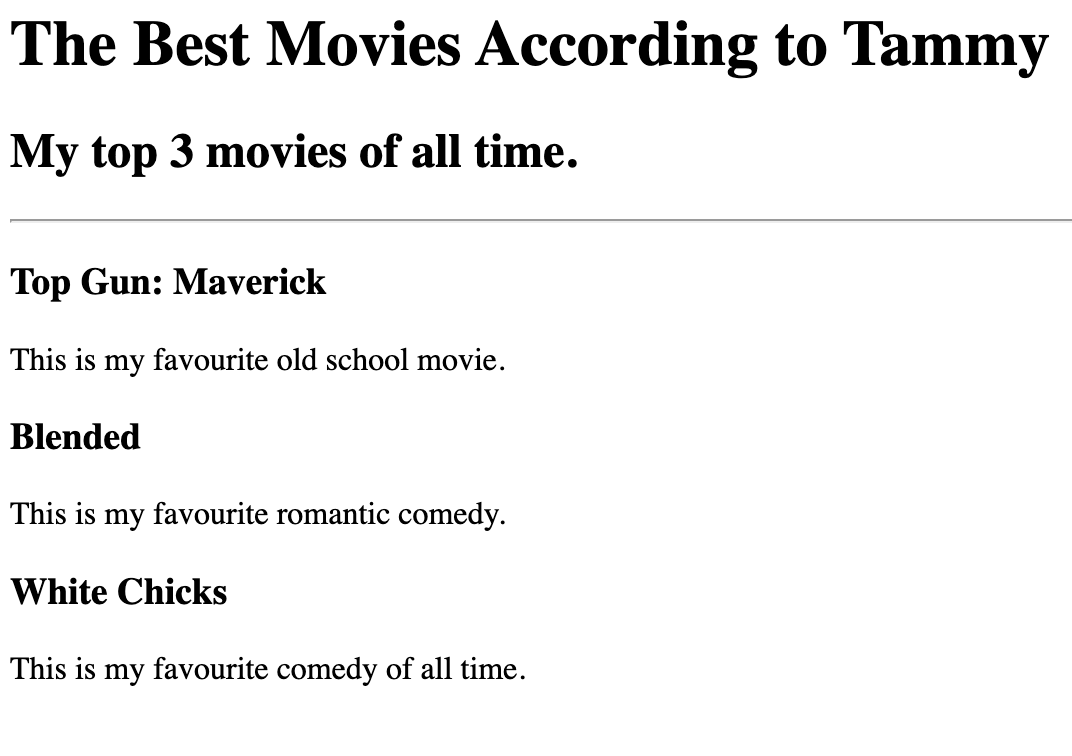 The Best Movies According to Tammy
My top 3 movies of all time.
Top Gun: Maverick
This is my favourite old school movie.
Blended
This is my favourite romantic comedy.
White Chicks
This is my favourite comedy of all time.